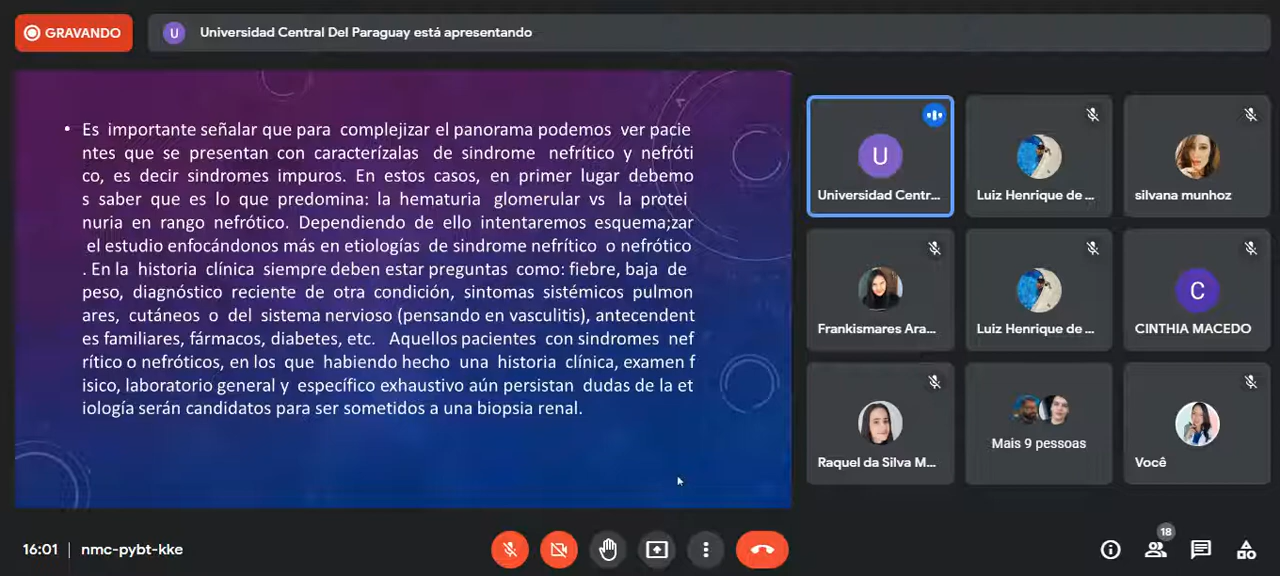 GRAVANDO
U
Universidad Central Del Paraguay está apresentando
• Es importante señalar que para complejizar el panorama podemos ver pacie
ntes que se presentan con caracterízalas de sindrome nefrítico y nefróti
co, es decir sindromes impuros. En estos casos, en primer lugar debemo
s saber que es lo que predomina: la hematuria glomerular vs la protei
nuria en rango nefrótico. Dependiendo de ello intentaremos esquema;zar
el estudio enfocándonos más en etiologías de sindrome nefrítico o nefrótico
. En la historia clínica siempre deben estar preguntas como: fiebre, baja de
peso, diagnóstico reciente de otra condición, sintomas sistémicos pulmon
ares, cutáneos o del sistema nervioso (pensando en vasculitis), antecendent
es familiares, fármacos, diabetes, etc. Aquellos pacientes con sindromes nef
rítico o nefróticos, en los que habiendo hecho una historia clínica, examen f
isico, laboratorio general y específico exhaustivo aún persistan dudas de la et
iología serán candidatos para ser sometidos a una biopsia renal.
U
Universidad Centr...
Luiz Henrique de ...
silvana munhoz
Frankismares Ara...
Luiz Henrique de ...
C
CINTHIA MACEDO
Raquel da Silva M...
Mais 9 pessoas
Você
16:01 | nmc-pybt-kke
18